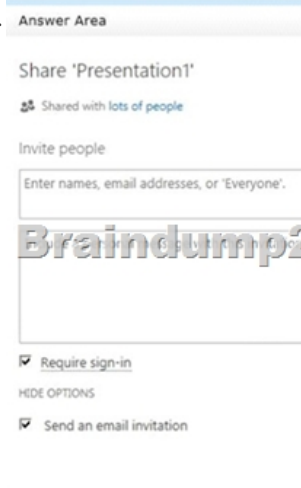 Answer Area
Share 'Presentation1'
Shared with lots of people
Invite people
Enter names, email addresses, or 'Everyone'.
Braindump2
Require sign-in
HIDE OPTIONS
Send an email invitation